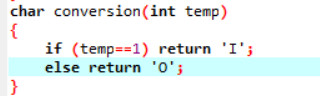 char conversion(int temp)
{
if (temp==1) return 'I';
else return 'O';
}